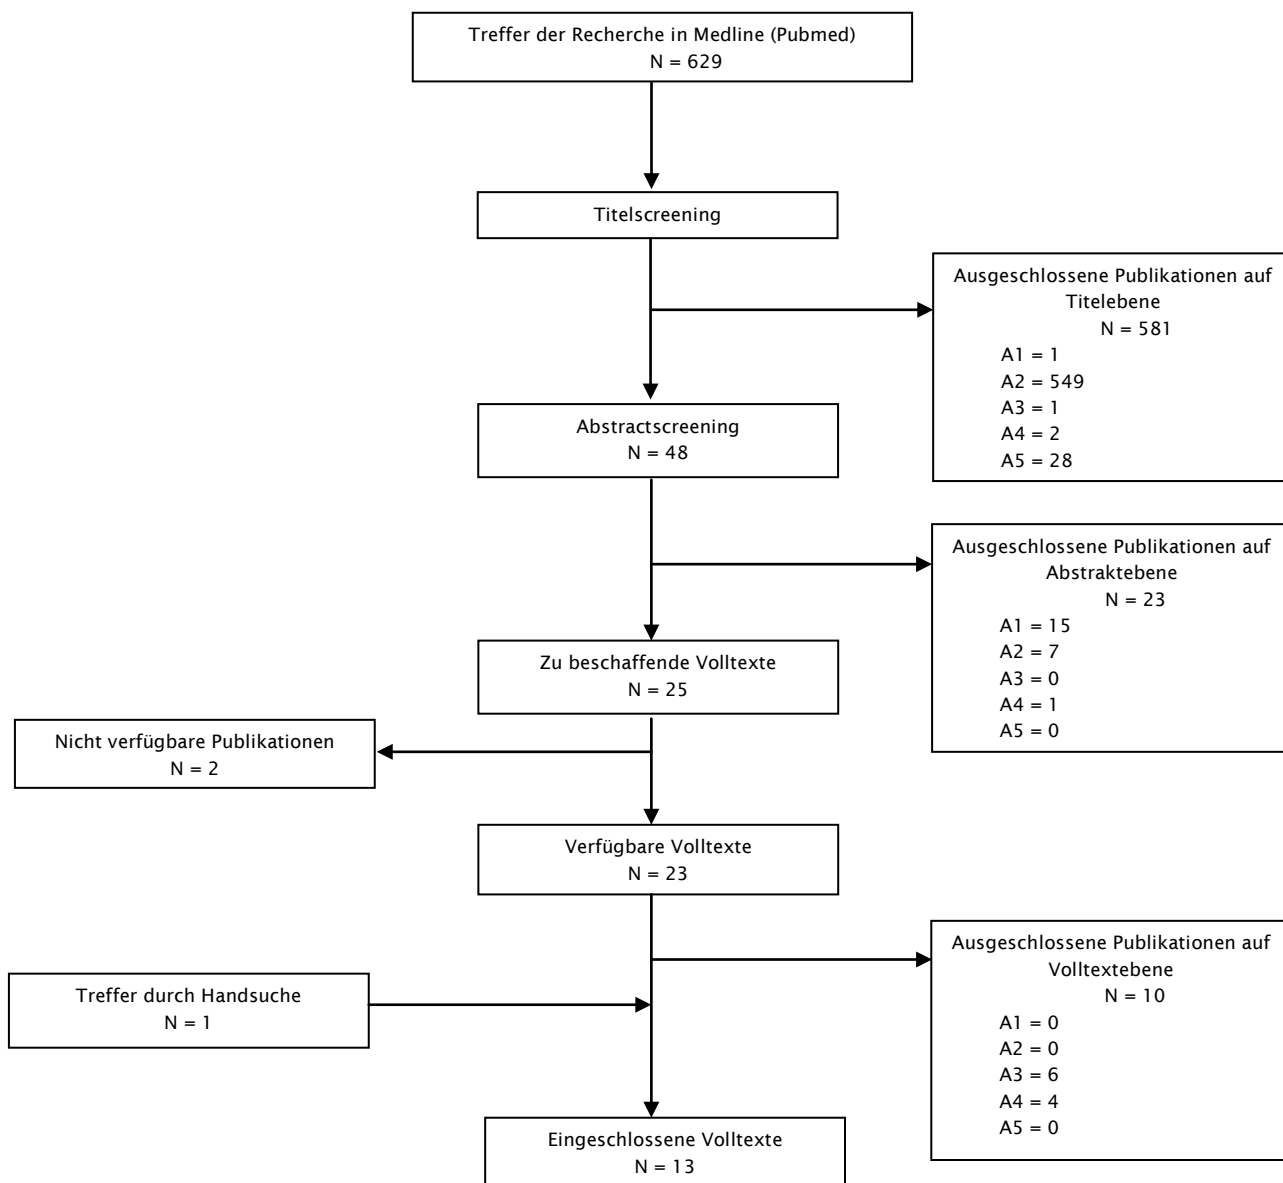 Treffer der Recherche in Medline (Pubmed)
N = 629
Titelscreening
Ausgeschlossene Publikationen auf
Titelebene
N = 581
A1 = 1
A2 = 549
A3 = 1
A4 = 2
A5 = 28
Abstractscreening
N = 48
Ausgeschlossene Publikationen auf
Abstraktebene
N = 23
A1 = 15
A2 = 7
A3 = 0
A4 = 1
A5 = 0
Zu beschaffende Volltexte
N = 25
Nicht verfügbare Publikationen
N = 2
Verfügbare Volltexte
N = 23
Ausgeschlossene Publikationen auf
Volltextebene
N = 10
A1 = 0
A2 = 0
A3 = 6
A4 = 4
A5 = 0
Treffer durch Handsuche
N = 1
Eingeschlossene Volltexte
N = 13